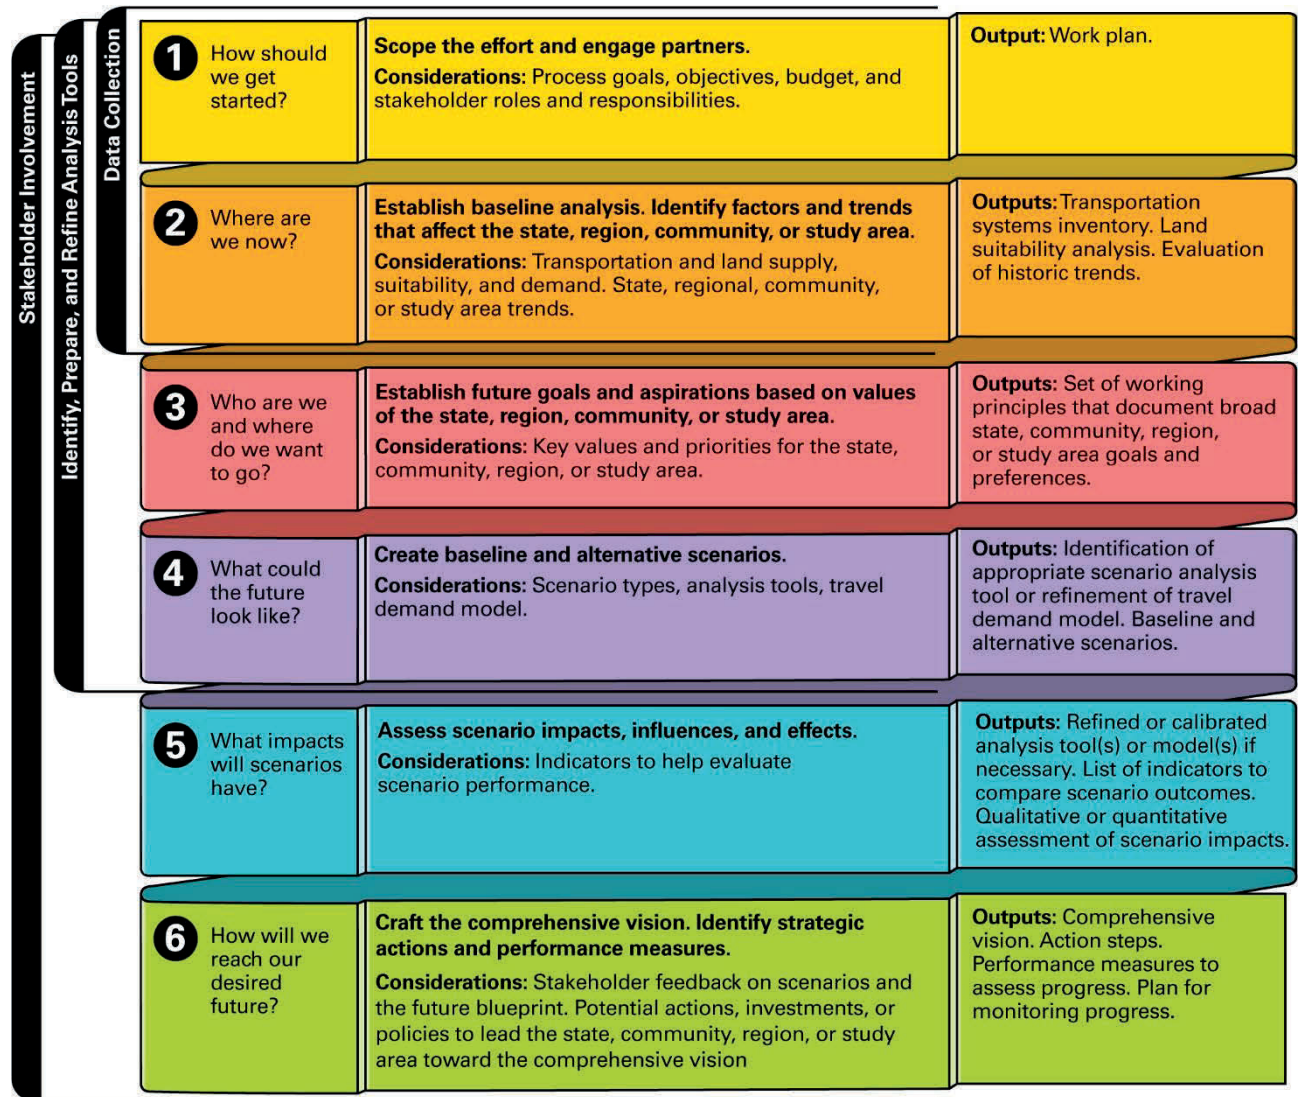 Stakeholder Involvement
Identify, Prepare, and Refine Analysis Tools
Data Collection
1
How should
we get
started?
Scope the effort and engage partners.
Considerations: Process goals, objectives, budget, and
stakeholder roles and responsibilities.
Output: Work plan.
2
Where are
we now?
Establish baseline analysis. Identify factors and trends
that affect the state, region, community, or study area.
Considerations: Transportation and land supply,
suitability, and demand. State, regional, community,
or study area trends.
Outputs: Transportation
systems inventory. Land
suitability analysis. Evaluation
of historic trends.
3
Who are we
and where
do we want
to go?
Establish future goals and aspirations based on values
of the state, region, community, or study area.
Considerations: Key values and priorities for the state,
community, region, or study area.
Outputs: Set of working
principles that document broad
state, community, region,
or study area goals and
preferences.
4
What could
the future
look like?
Create baseline and alternative scenarios.
Considerations: Scenario types, analysis tools, travel
demand model.
Outputs: Identification of
appropriate scenario analysis
tool or refinement of travel
demand model. Baseline and
alternative scenarios.
5
What impacts
will scenarios
have?
Assess scenario impacts, influences, and effects.
Considerations: Indicators to help evaluate
scenario performance.
Outputs: Refined or calibrated
analysis tool(s) or model(s) if
necessary. List of indicators to
compare scenario outcomes.
Qualitative or quantitative
assessment of scenario impacts.
6
How will we
reach our
desired
future?
Craft the comprehensive vision. Identify strategic
actions and performance measures.
Considerations: Stakeholder feedback on scenarios and
the future blueprint. Potential actions, investments, or
policies to lead the state, community, region, or study
area toward the comprehensive vision
Outputs: Comprehensive
vision. Action steps.
Performance measures to
assess progress. Plan for
monitoring progress.